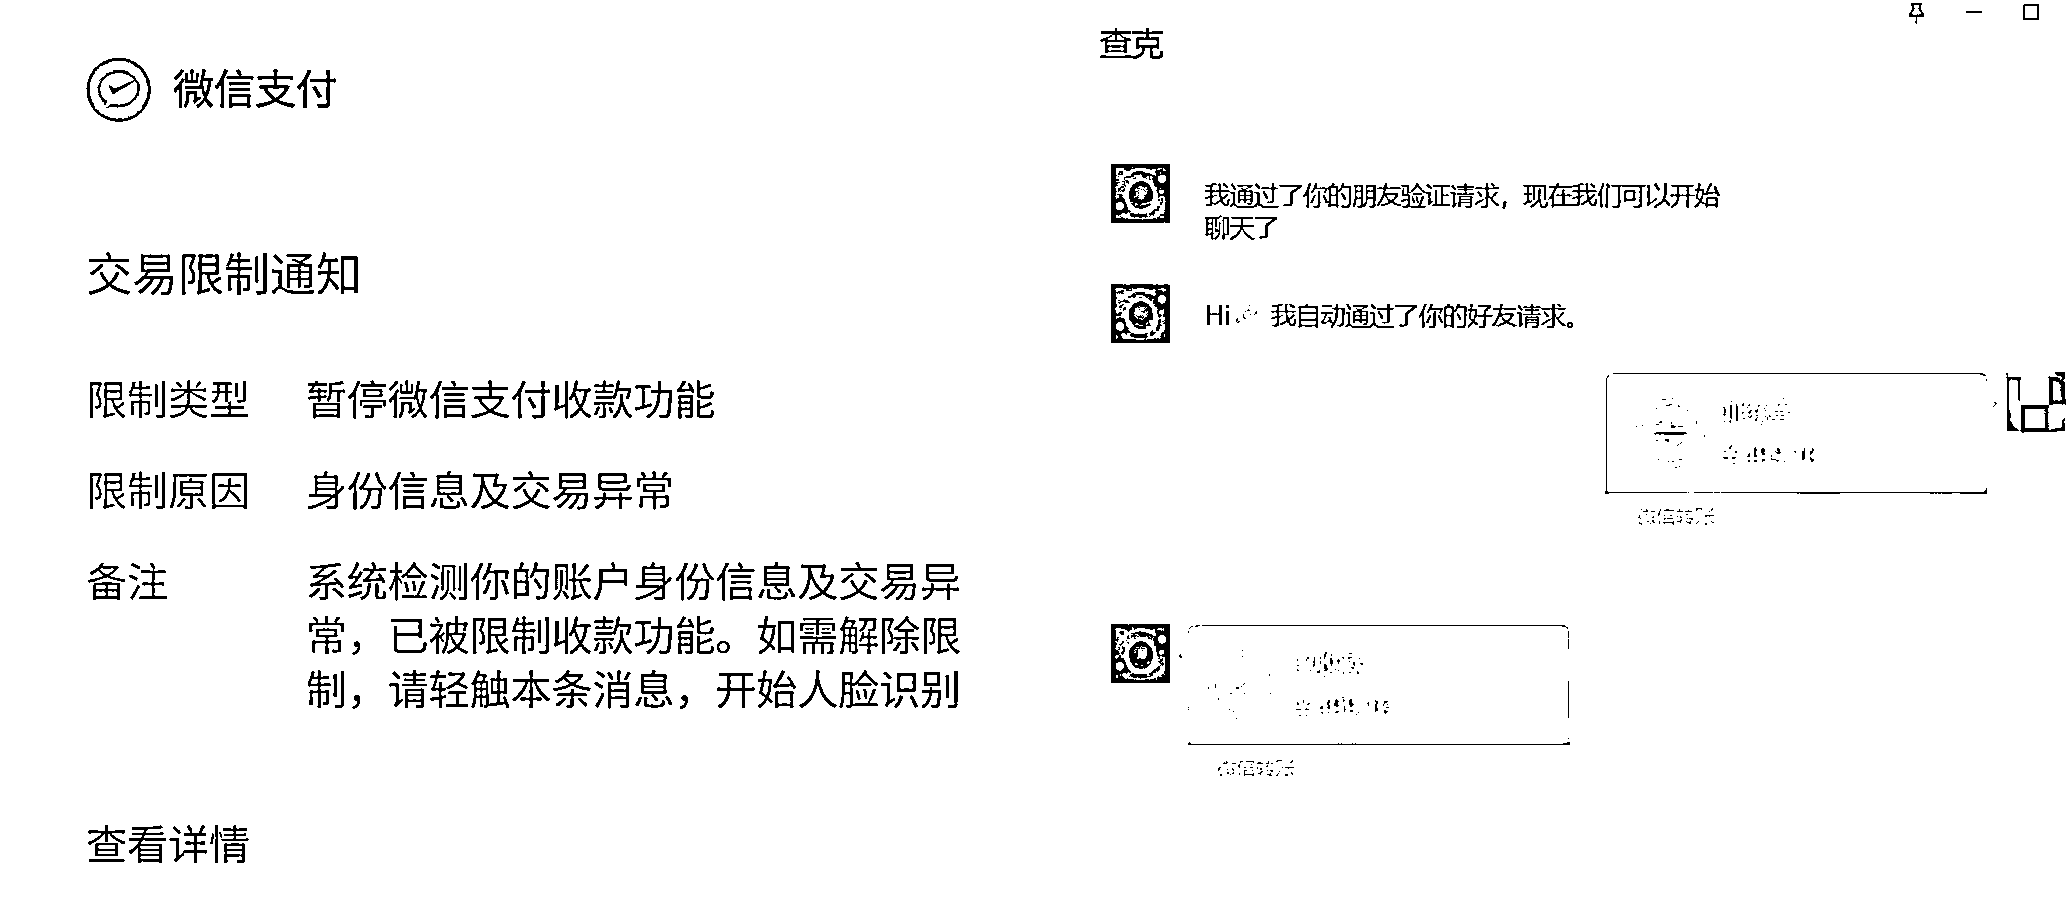 微信支付
交易限制通知
限制类型 暂停微信支付收款功能
限制原因 身份信息及交易异常
备注 系统检测你的账户身份信息及交易异
常，已被限制收款功能。如需解除限
制，请轻触本条消息，开始人脸识别
查看详情
查克
我通过了你的朋友验证请求，现在我们可以开始
聊天了
Hi 我自动通过了你的好友请求。
微信转账
微信转账